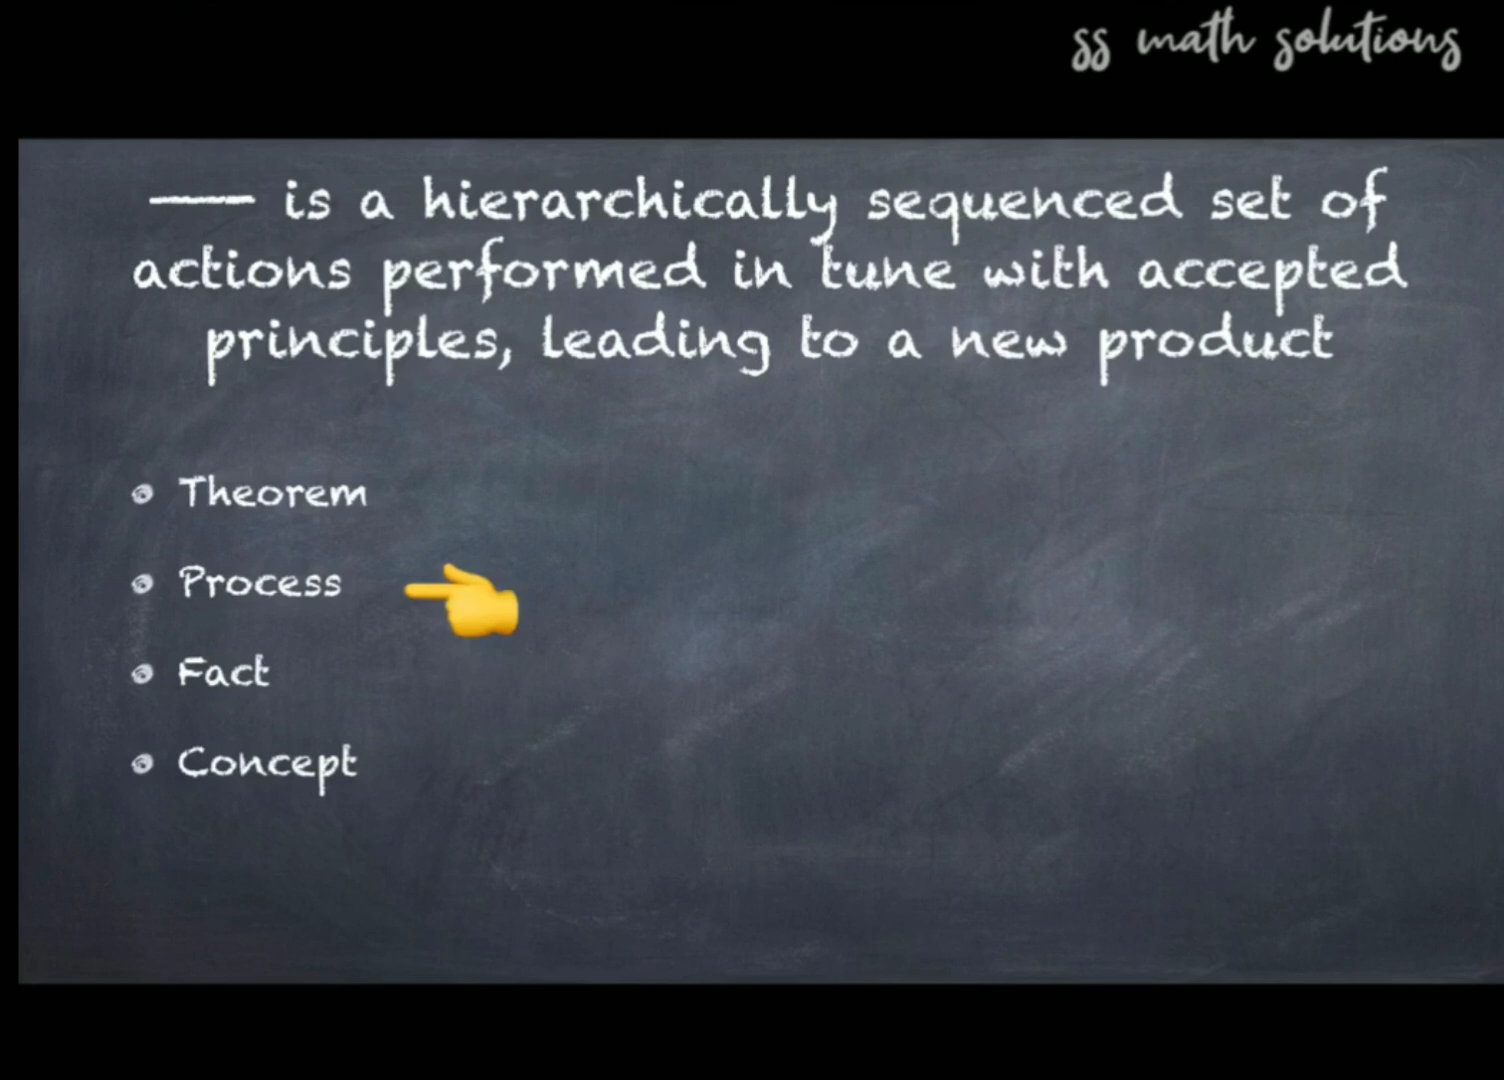 ss math solutions
—— is a hierarchically sequenced set of
actions performed in tune with accepted
principles, leading to a new product
Theorem
Process
Fact
Concept